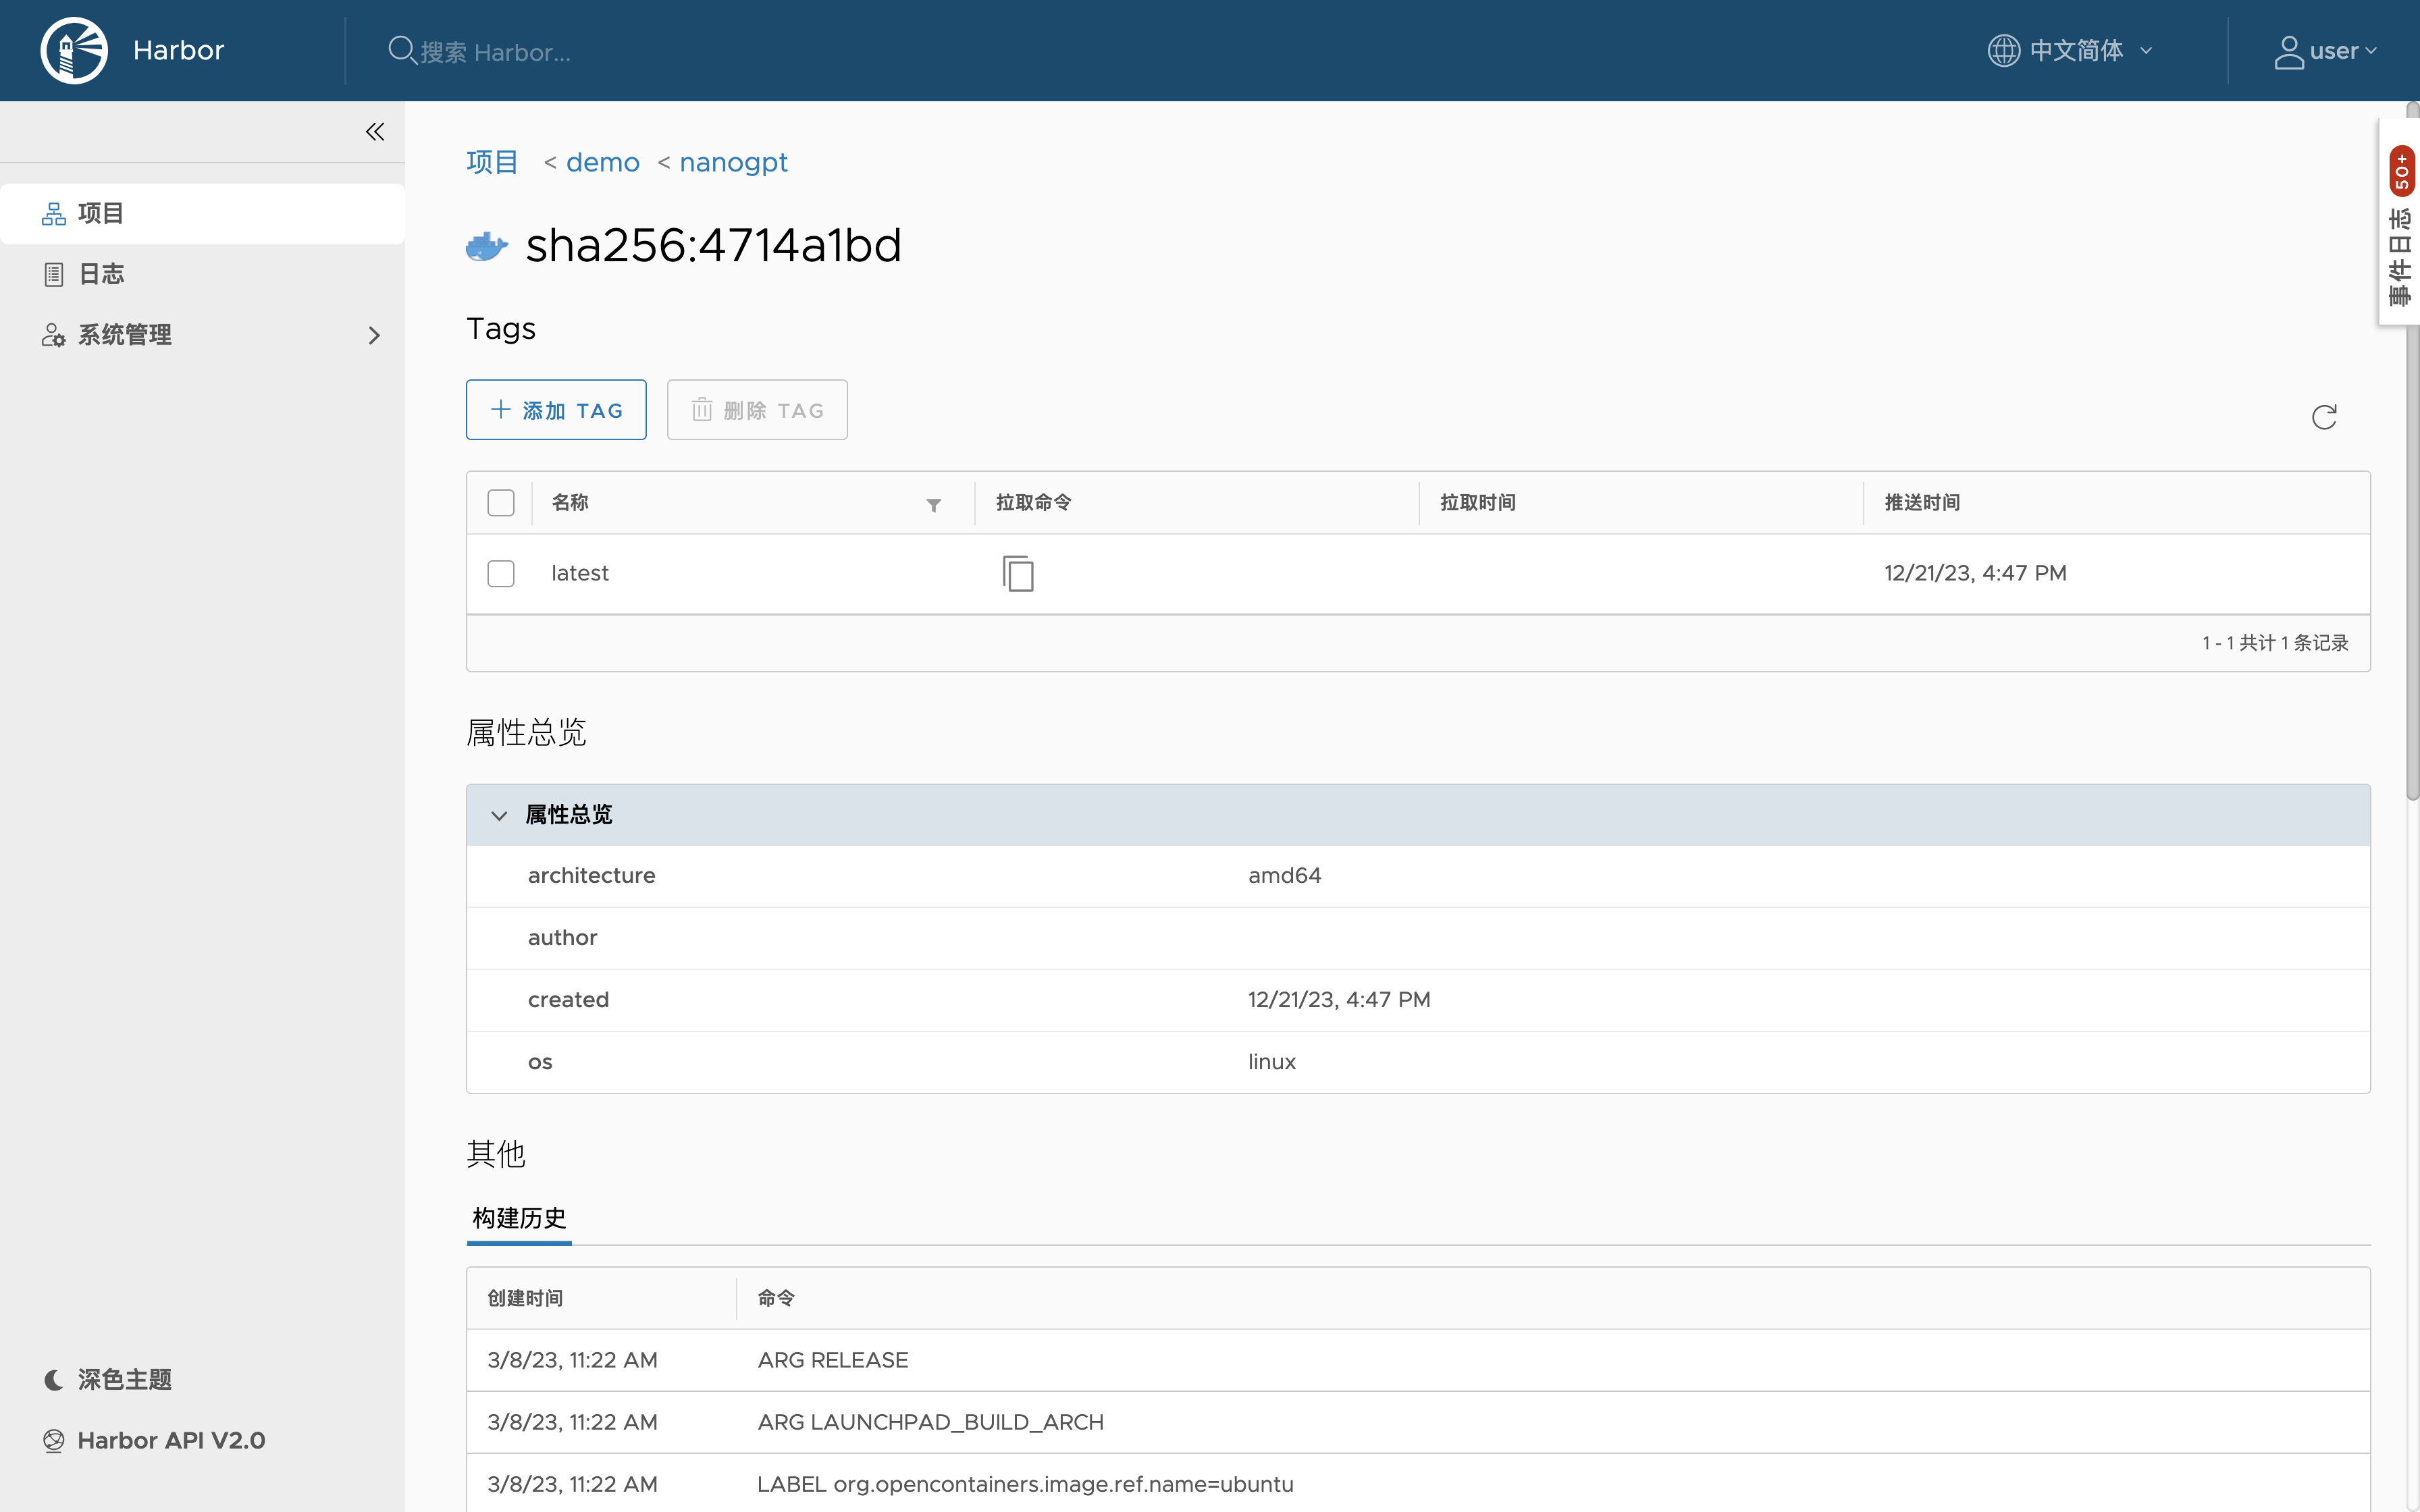 Harbor
搜索 Harbor...
中文简体
user
项目
日志
系统管理
深色主题
Harbor API V2.0
50+
事件日志
项目 < demo < nanogpt
sha256:4714a1bd
Tags
添加 TAG
删除 TAG
名称 拉取命令 拉取时间 推送时间
latest 12/21/23, 4:47 PM
1 - 1 共计 1 条记录
属性总览
属性总览
architecture amd64
author
created 12/21/23, 4:47 PM
os linux
其他
构建历史
创建时间 命令
3/8/23, 11:22 AM ARG RELEASE
3/8/23, 11:22 AM ARG LAUNCHPAD_BUILD_ARCH
3/8/23, 11:22 AM LABEL org.opencontainers.image.ref.name=ubuntu